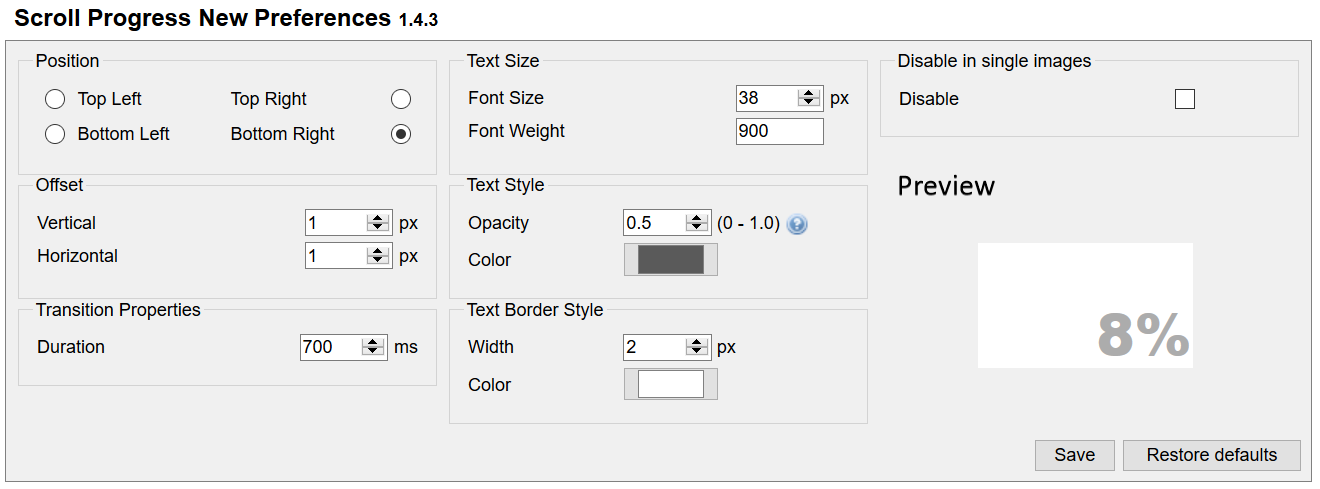 Scroll Progress New Preferences 1.4.3
Position
Top Left Top Right
Bottom Left Bottom Right
Offset
Vertical 1 px
Horizontal 1 px
Transition Properties
Duration 700 ms
Text Size
Font Size 38 px
Font Weight 900
Text Style
Opacity 0.5 (0 - 1.0) ?
Color
Text Border Style
Width 2 px
Color
Disable in single images
Disable
Preview
8%
Save Restore defaults